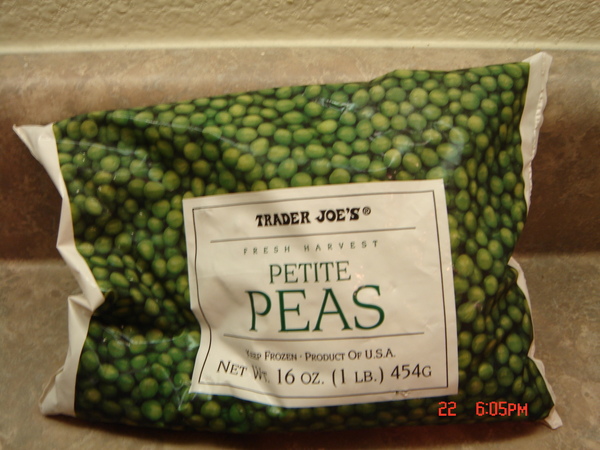 TRADER JOE'S®
FRESH HARVEST
PETITE
PEAS
KEEP FROZEN · PRODUCT OF U.S.A.
NET WT. 16 OZ. (1 LB.) 454G
22 6:05PM